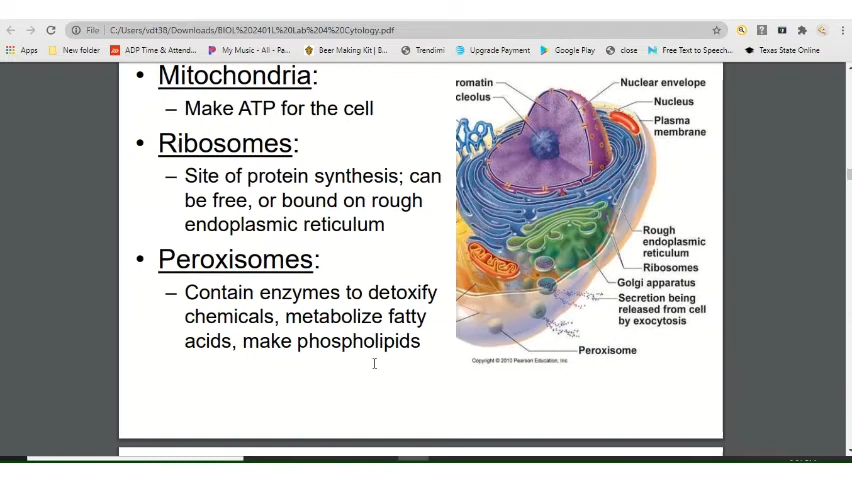 File | C:/Users/vdt38/Downloads/BIOL%202401L%20Lab%204%20Cytology.pdf
Apps New folder ADP Time & Attend... My Music - All - Pa... Beer Making Kit | B... Trendimi Upgrade Payment Google Play close Free Text to Speech... Texas State Online
• Mitochondria:
– Make ATP for the cell
• Ribosomes:
– Site of protein synthesis; can
be free, or bound on rough
endoplasmic reticulum
• Peroxisomes:
– Contain enzymes to detoxify
chemicals, metabolize fatty
acids, make phospholipids
romatin
cleolus
Nuclear envelope
Nucleus
Plasma
membrane
Rough
endoplasmic
reticulum
Ribosomes
Golgi apparatus
Secretion being
released from cell
by exocytosis
Peroxisome
Copyright © 2010 Pearson Education, Inc.